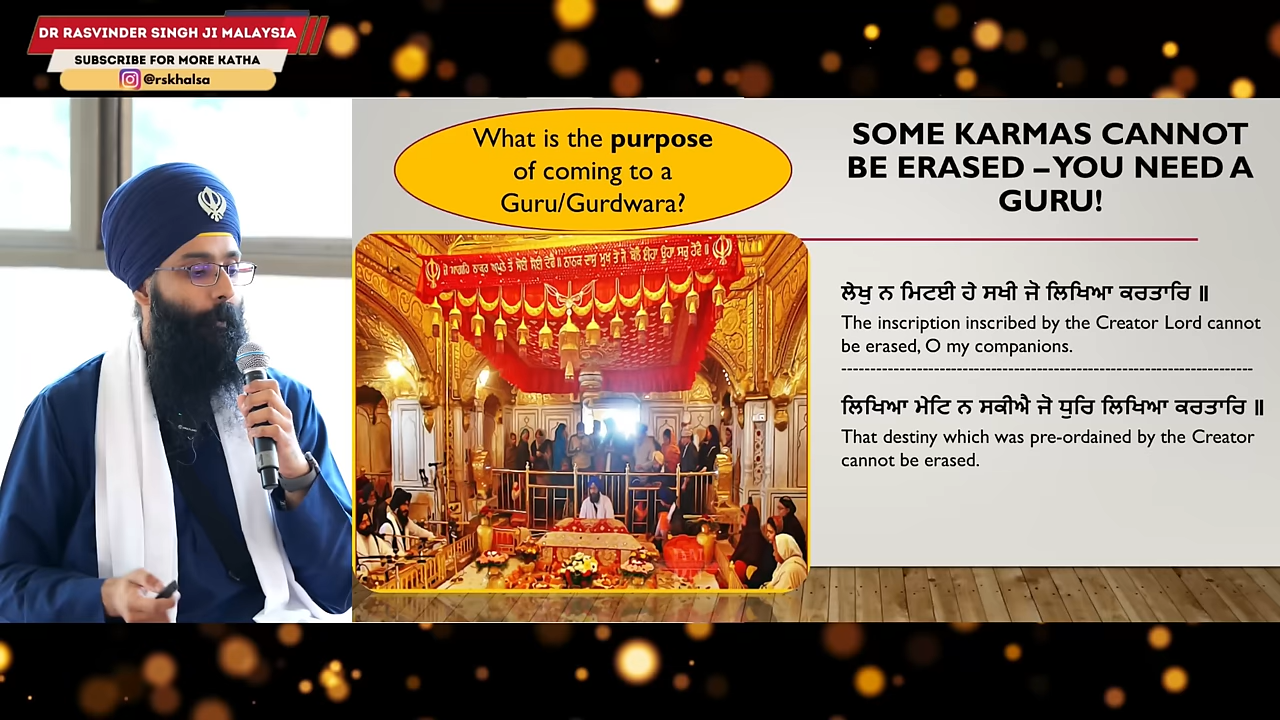 DR RASVINDER SINGH JI MALAYSIA
SUBSCRIBE FOR MORE KATHA
@rskhalsa
What is the purpose
of coming to a
Guru/Gurdwara?
SOME KARMAS CANNOT
BE ERASED – YOU NEED A
GURU!
ਲੇਖੁ ਨ ਮਿਟਈ ਹੇ ਸਖੀ ਜੋ ਲਿਖਿਆ ਕਰਤਾਰਿ ॥
The inscription inscribed by the Creator Lord cannot
be erased, O my companions.
--------------------------------------------------------------------
ਲਿਖਿਆ ਮੇਟਿ ਨ ਸਕੀਐ ਜੋ ਧੁਰਿ ਲਿਖਿਆ ਕਰਤਾਰਿ ॥
That destiny which was pre-ordained by the Creator
cannot be erased.